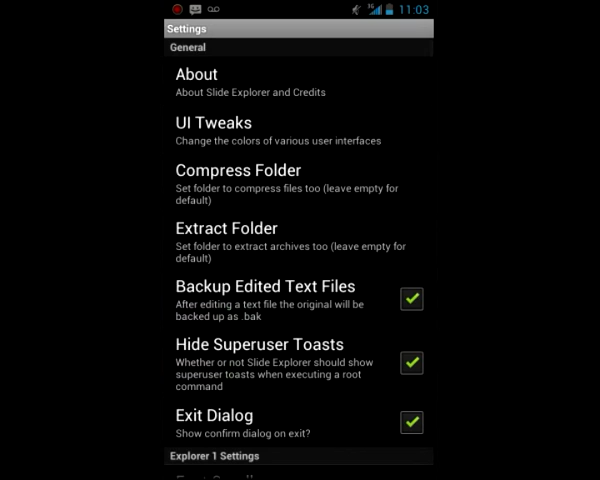 3G 11:03
Settings
General
About
About Slide Explorer and Credits
UI Tweaks
Change the colors of various user interfaces
Compress Folder
Set folder to compress files too (leave empty for
default)
Extract Folder
Set folder to extract archives too (leave empty for
default)
Backup Edited Text Files
After editing a text file the original will be
backed up as .bak
Hide Superuser Toasts
Whether or not Slide Explorer should show
superuser toasts when executing a root
command
Exit Dialog
Show confirm dialog on exit?
Explorer 1 Settings